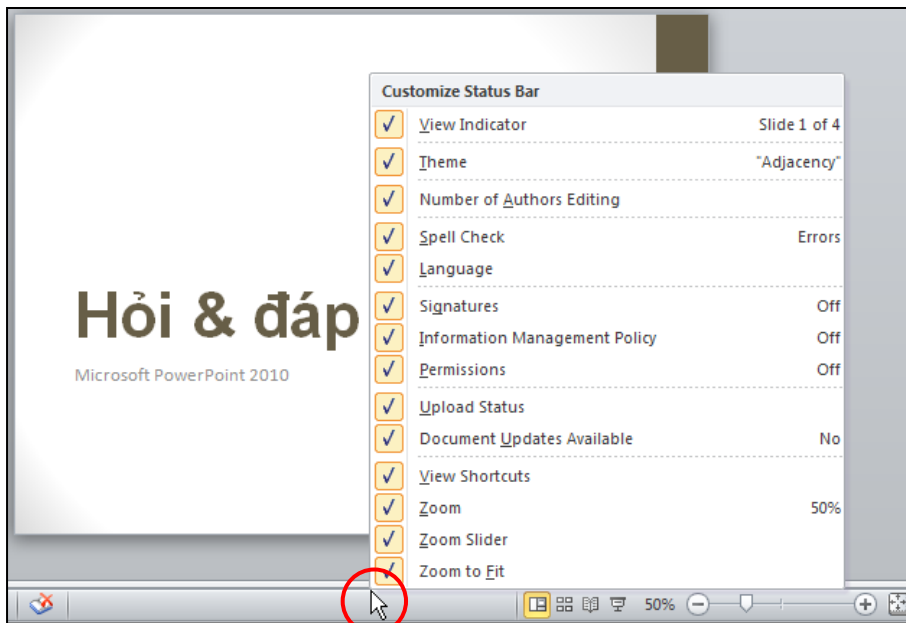 Customize Status Bar
View Indicator Slide 1 of 4
Theme "Adjacency"
Number of Authors Editing
Spell Check Errors
Language
Signatures Off
Information Management Policy Off
Permissions Off
Upload Status
Document Updates Available No
View Shortcuts
Zoom 50%
Zoom Slider
Zoom to Fit
Hỏi & đáp
Microsoft PowerPoint 2010
50%